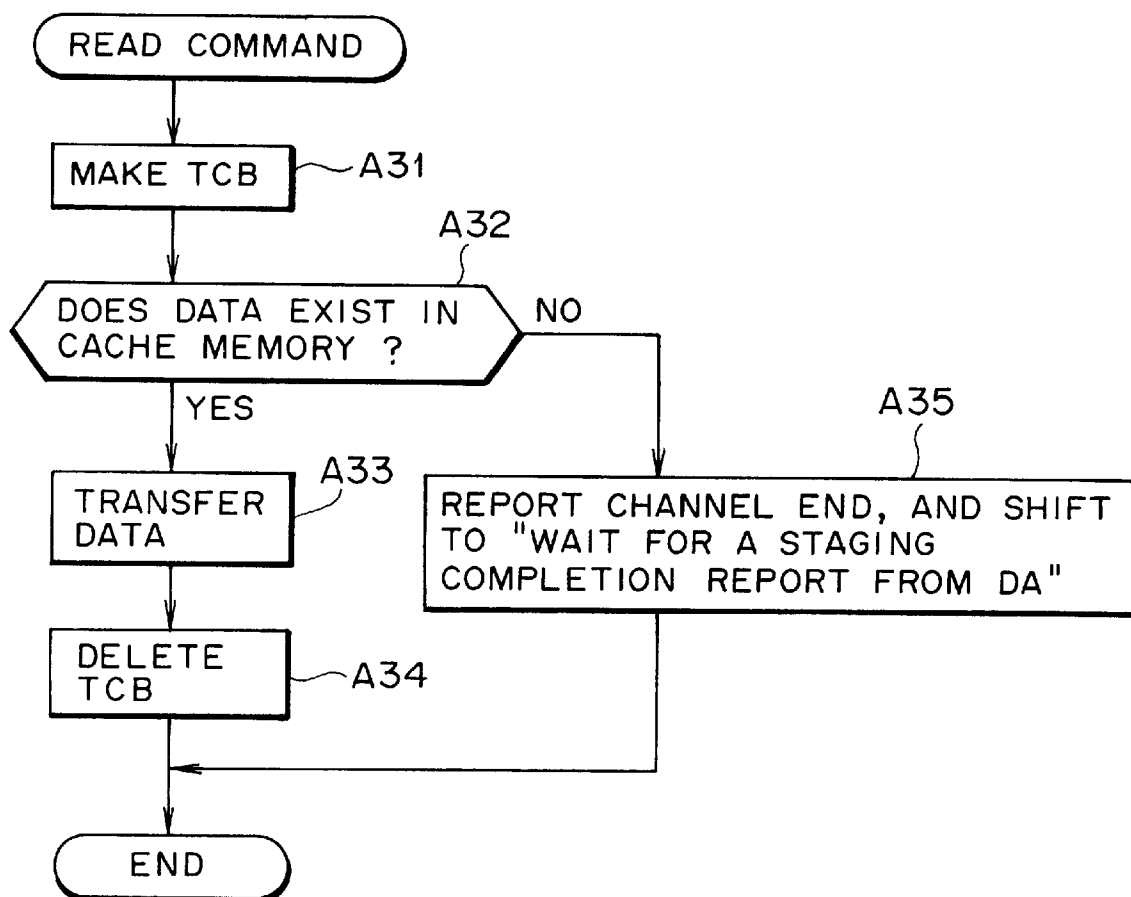 READ COMMAND
MAKE TCB
A31
A32
DOES DATA EXIST IN
CACHE MEMORY ?
NO
YES
A35
TRANSFER
DATA
A33
REPORT CHANNEL END, AND SHIFT
TO "WAIT FOR A STAGING
COMPLETION REPORT FROM DA"
DELETE
TCB
A34
END